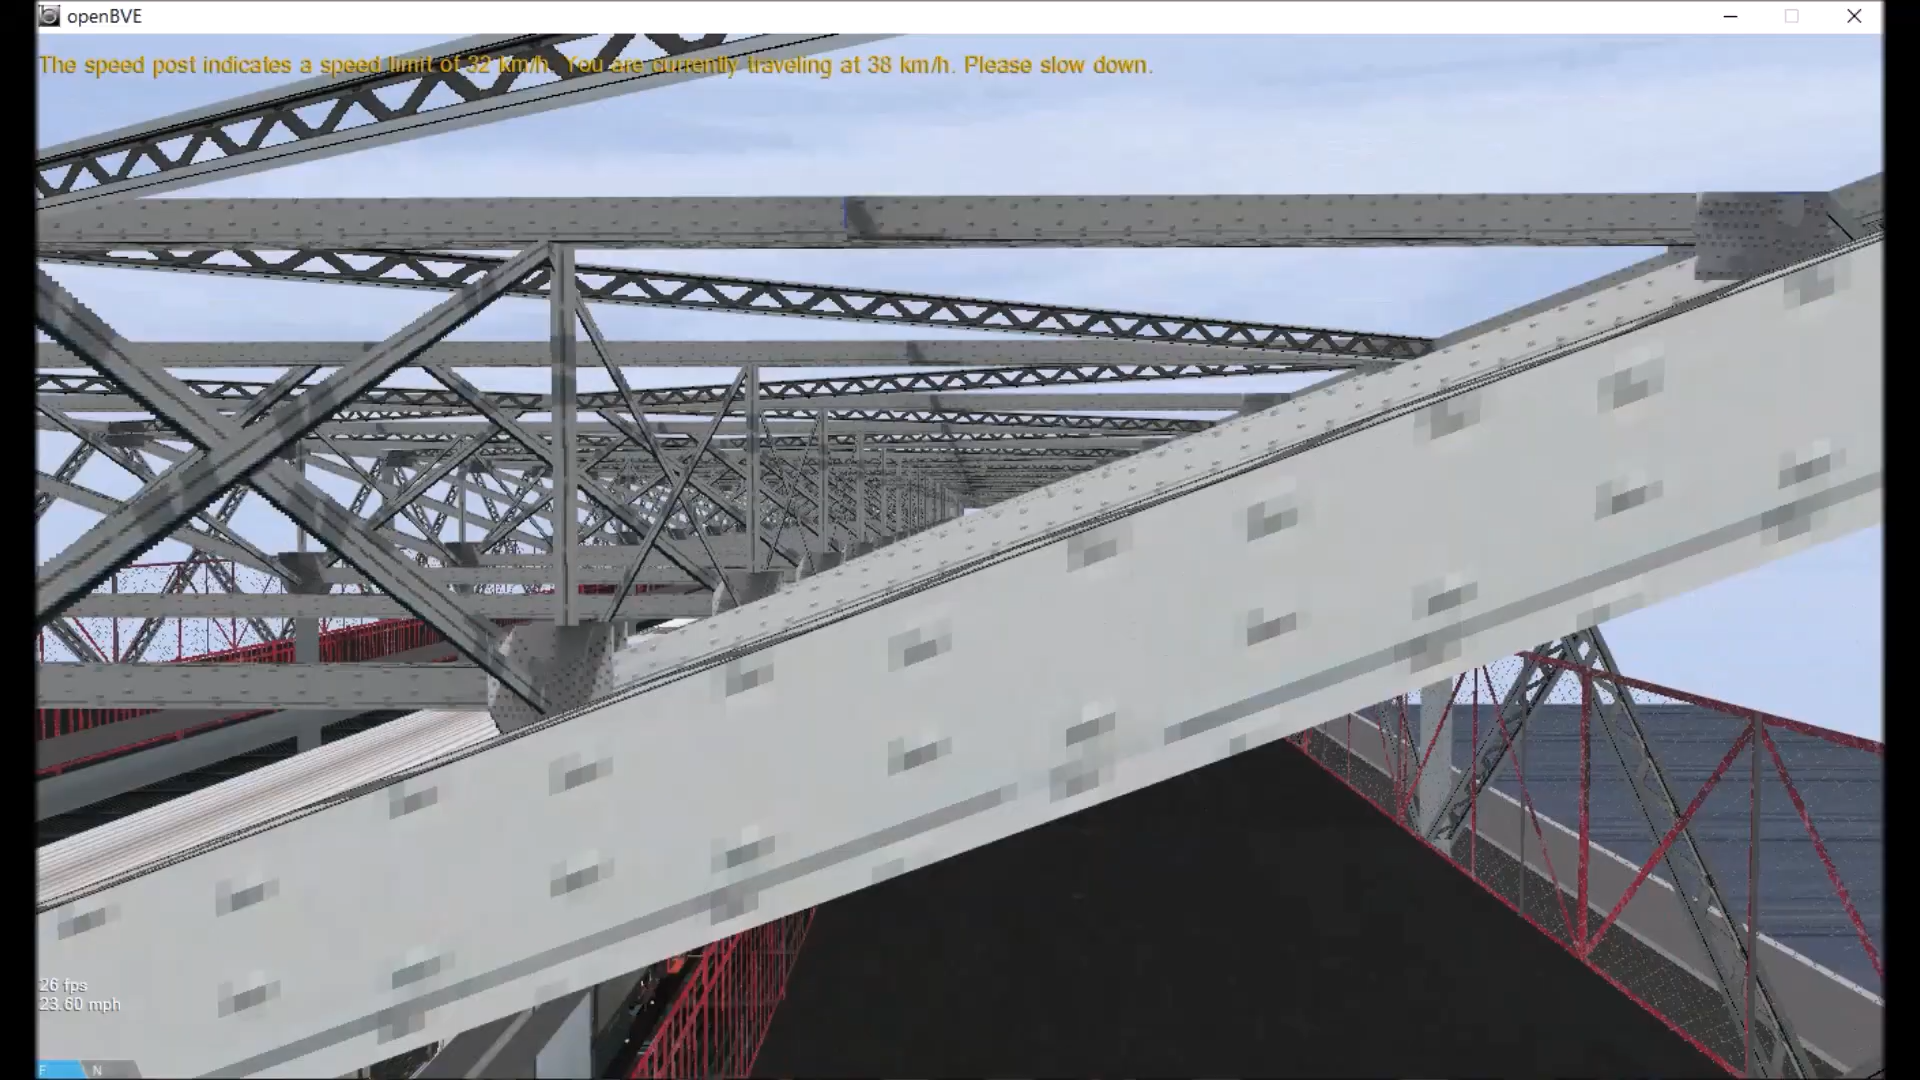 openBVE
The speed post indicates a speed limit of 32 km/h. You are currently traveling at 38 km/h. Please slow down.
26 fps
23.60 mph
F N